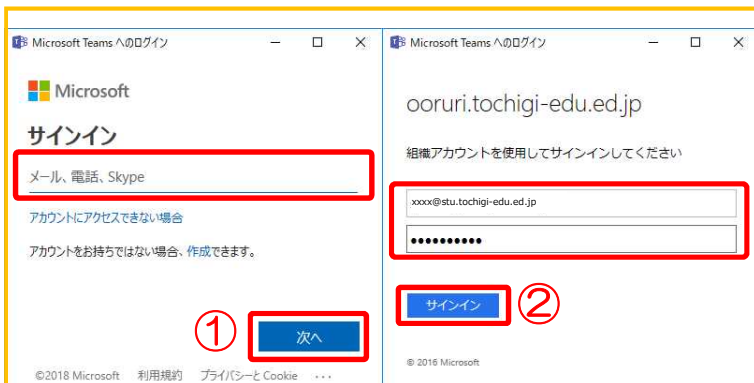 Microsoft Teams へのログイン
Microsoft
サインイン
メール、電話、Skype
アカウントにアクセスできない場合
アカウントをお持ちではない場合、作成できます。
①
次へ
©2018 Microsoft 利用規約 プライバシーと Cookie ...
Microsoft Teams へのログイン
ooruri.tochigi-edu.ed.jp
組織アカウントを使用してサインインしてください
xxxx@stu.tochigi-edu.ed.jp
●●●●●●●●●●
サインイン
②
© 2016 Microsoft